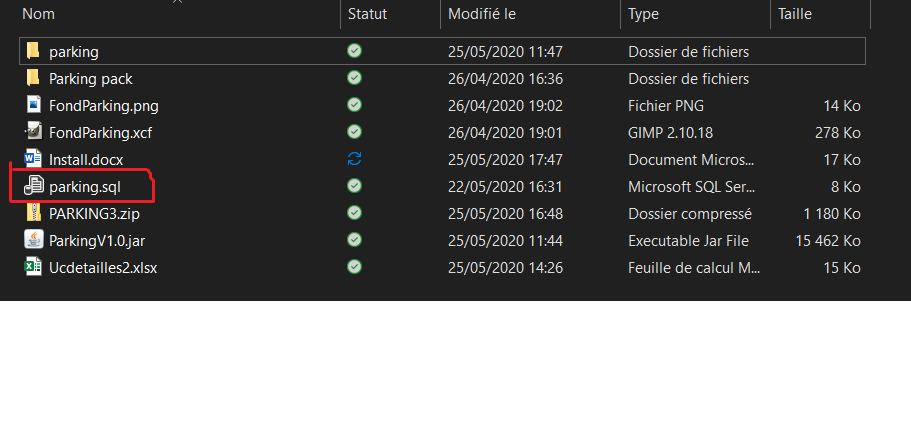 Nom Statut Modifié le Type Taille
parking 25/05/2020 11:47 Dossier de fichiers
Parking pack 26/04/2020 16:36 Dossier de fichiers
FondParking.png 26/04/2020 19:02 Fichier PNG 14 Ko
FondParking.xcf 26/04/2020 19:01 GIMP 2.10.18 278 Ko
Install.docx 25/05/2020 17:47 Document Micros... 17 Ko
parking.sql 22/05/2020 16:31 Microsoft SQL Ser... 8 Ko
PARKING3.zip 25/05/2020 16:48 Dossier compressé 1 180 Ko
ParkingV1.0.jar 25/05/2020 11:44 Executable Jar File 15 462 Ko
Ucdetailles2.xlsx 25/05/2020 14:26 Feuille de calcul M... 15 Ko